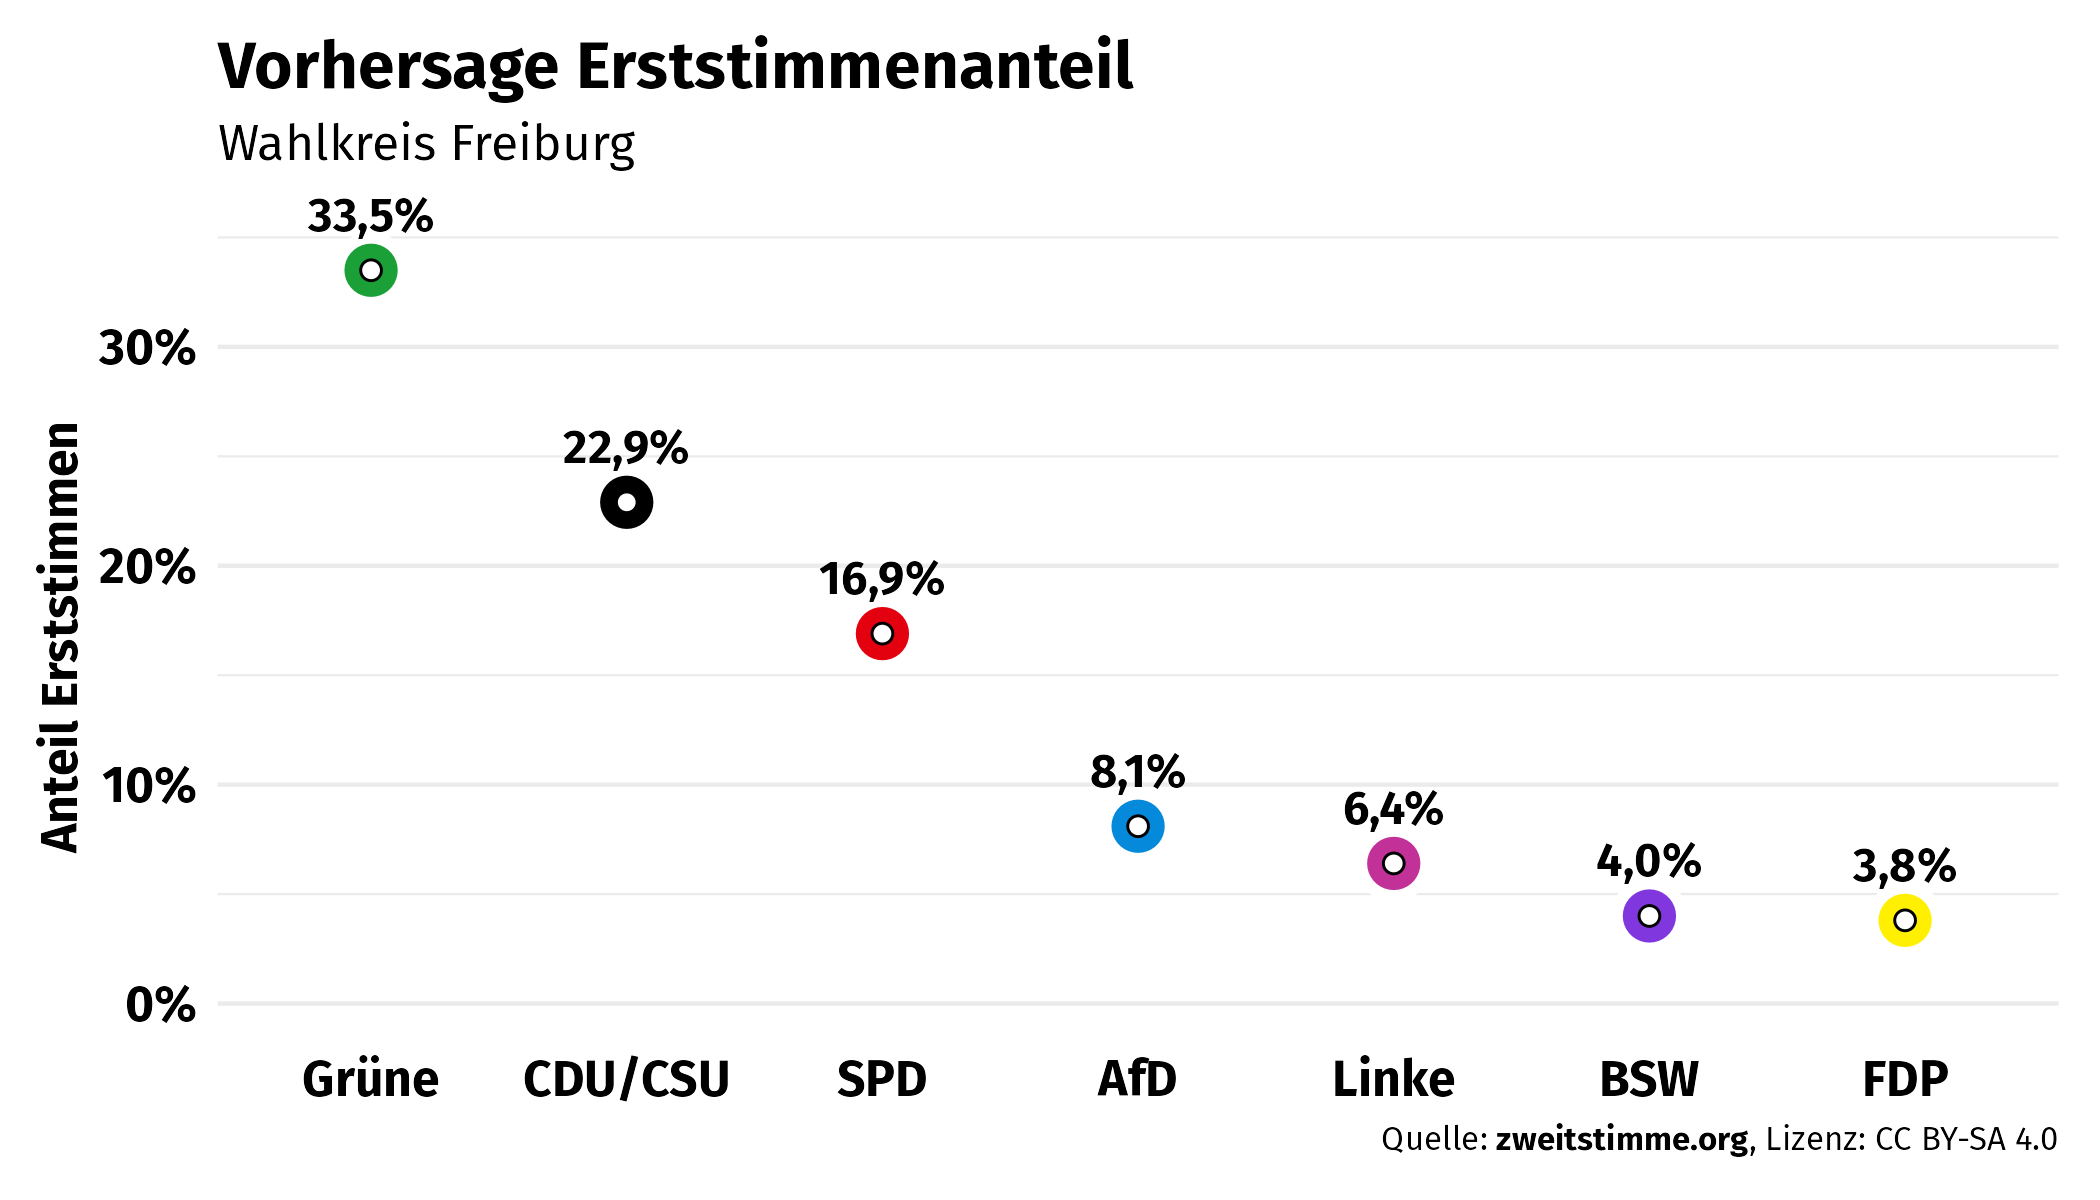 Vorhersage Erststimmenanteil
Wahlkreis Freiburg
33,5%
30%
22,9%
20%
16,9%
8,1%
10%
6,4%
4,0%
3,8%
0%
Anteil Erststimmen
Grüne CDU/CSU SPD AfD Linke BSW FDP
Quelle: zweitstimme.org, Lizenz: CC BY-SA 4.0